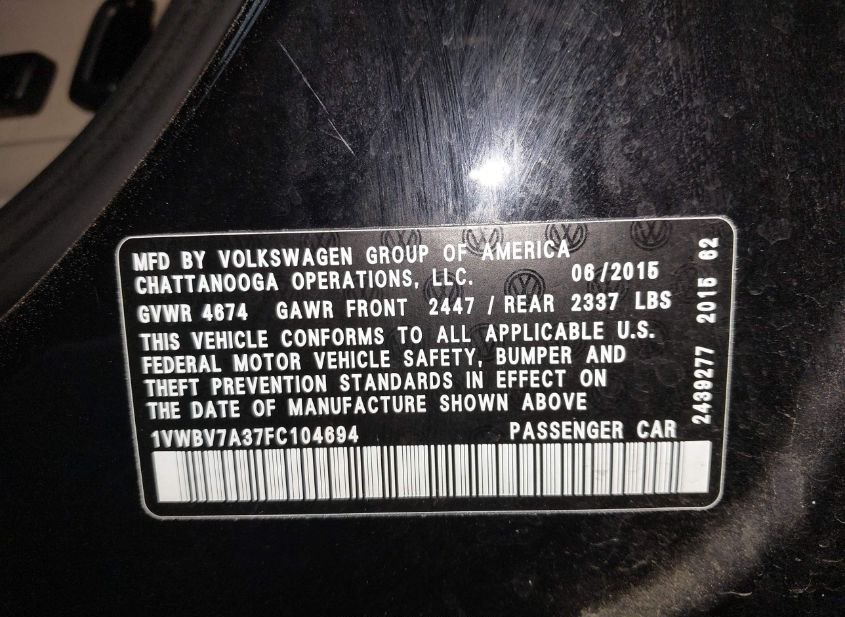 MFD BY VOLKSWAGEN GROUP OF AMERICA
CHATTANOOGA OPERATIONS, LLC. 06/2015
GVWR 4674 GAWR FRONT 2447 / REAR 2337 LBS
THIS VEHICLE CONFORMS TO ALL APPLICABLE U.S.
FEDERAL MOTOR VEHICLE SAFETY, BUMPER AND
THEFT PREVENTION STANDARDS IN EFFECT ON
THE DATE OF MANUFACTURE SHOWN ABOVE
1VWBV7A37FC104694 PASSENGER CAR
2439277 2015 62